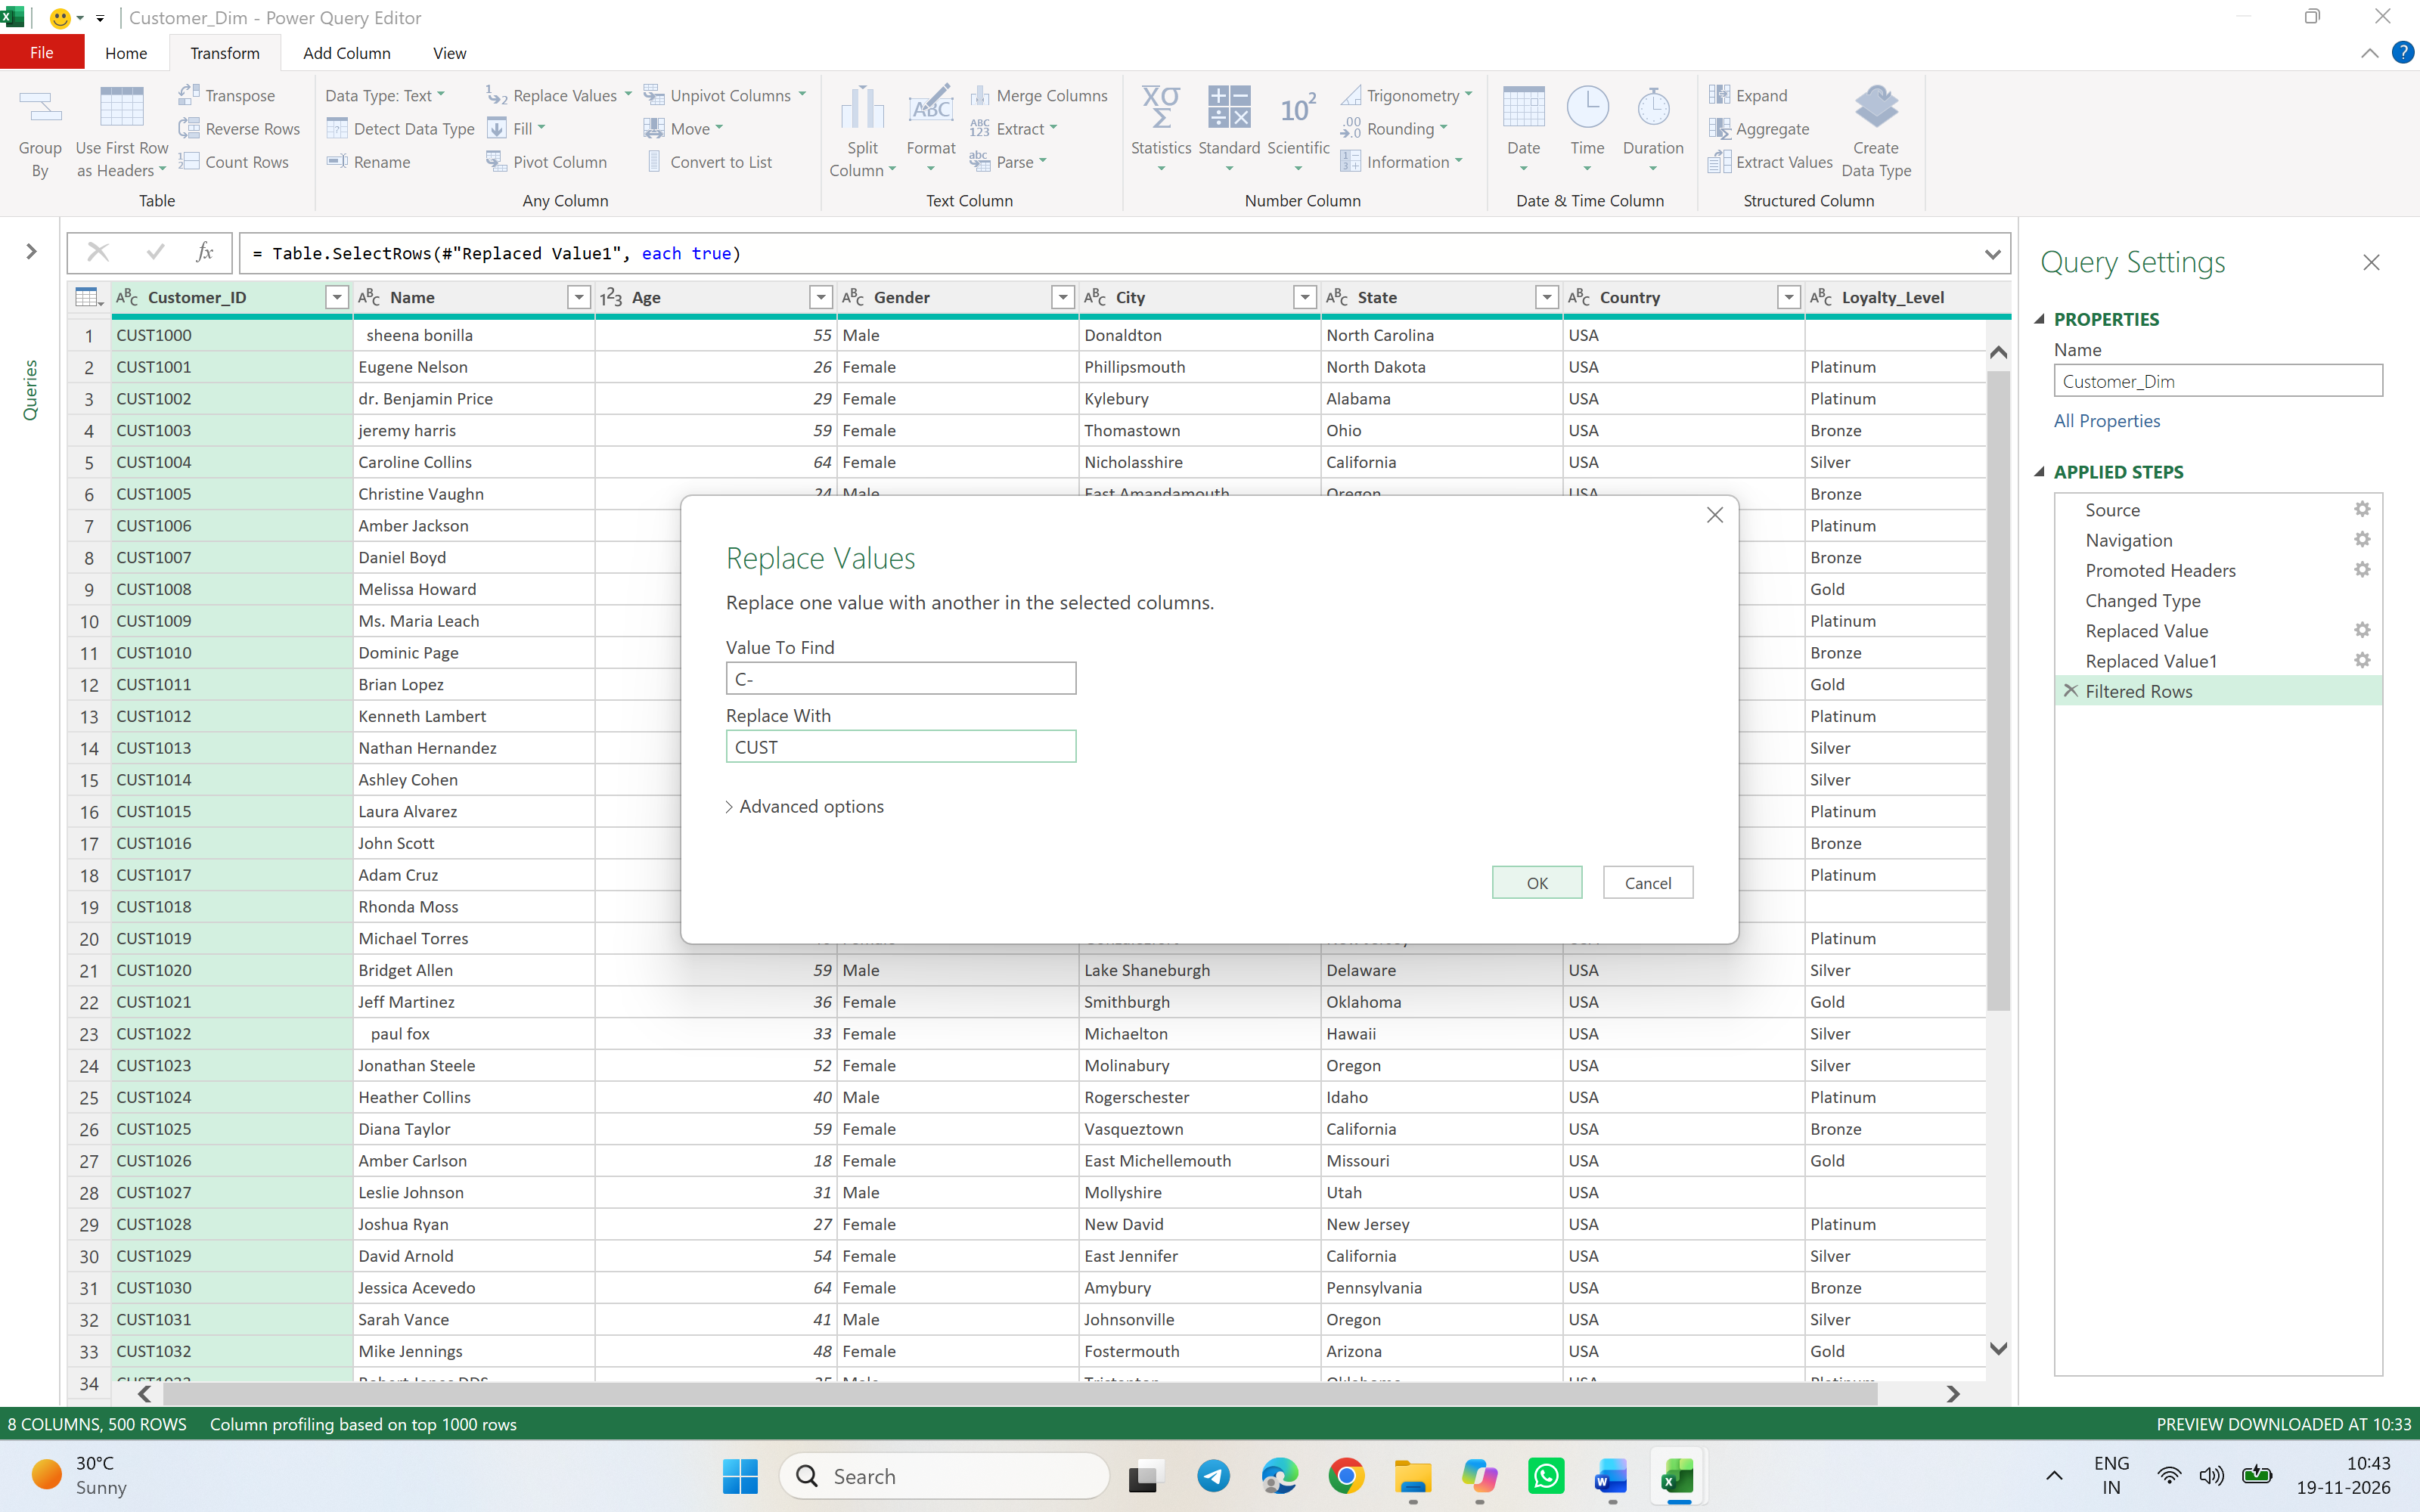 Customer_Dim - Power Query Editor
File Home Transform Add Column View
Group By
Use First Row as Headers
Transpose
Reverse Rows
Count Rows
Table
Data Type: Text
Detect Data Type
Rename
Replace Values
Fill
Pivot Column
Unpivot Columns
Move
Convert to List
Any Column
Split Column
Format
Merge Columns
Extract
Parse
Text Column
Statistics
Standard
Scientific
Trigonometry
Rounding
Information
Number Column
Date
Time
Duration
Date & Time Column
Expand
Aggregate
Extract Values
Create Data Type
Structured Column
Queries
fx = Table.SelectRows(#"Replaced Value1", each true)
Customer_ID Name Age Gender City State Country Loyalty_Level
1 CUST1000 sheena bonilla 55 Male Donaldton North Carolina USA
2 CUST1001 Eugene Nelson 26 Female Phillipsmouth North Dakota USA Platinum
3 CUST1002 dr. Benjamin Price 29 Female Kylebury Alabama USA Platinum
4 CUST1003 jeremy harris 59 Female Thomastown Ohio USA Bronze
5 CUST1004 Caroline Collins 64 Female Nicholasshire California USA Silver
6 CUST1005 Christine Vaughn 24 Male East Amandamouth Oregon USA Bronze
7 CUST1006 Amber Jackson Platinum
8 CUST1007 Daniel Boyd Bronze
9 CUST1008 Melissa Howard Gold
10 CUST1009 Ms. Maria Leach Platinum
11 CUST1010 Dominic Page Bronze
12 CUST1011 Brian Lopez Gold
13 CUST1012 Kenneth Lambert Platinum
14 CUST1013 Nathan Hernandez Silver
15 CUST1014 Ashley Cohen Silver
16 CUST1015 Laura Alvarez Platinum
17 CUST1016 John Scott Bronze
18 CUST1017 Adam Cruz Platinum
19 CUST1018 Rhonda Moss
20 CUST1019 Michael Torres Platinum
21 CUST1020 Bridget Allen 59 Male Lake Shaneburgh Delaware USA Silver
22 CUST1021 Jeff Martinez 36 Female Smithburgh Oklahoma USA Gold
23 CUST1022 paul fox 33 Female Michaelton Hawaii USA Silver
24 CUST1023 Jonathan Steele 52 Female Molinabury Oregon USA Silver
25 CUST1024 Heather Collins 40 Male Rogerschester Idaho USA Platinum
26 CUST1025 Diana Taylor 59 Female Vasqueztown California USA Bronze
27 CUST1026 Amber Carlson 18 Female East Michellemouth Missouri USA Gold
28 CUST1027 Leslie Johnson 31 Male Mollyshire Utah USA
29 CUST1028 Joshua Ryan 27 Female New David New Jersey USA Platinum
30 CUST1029 David Arnold 54 Female East Jennifer California USA Silver
31 CUST1030 Jessica Acevedo 64 Female Amybury Pennsylvania USA Bronze
32 CUST1031 Sarah Vance 41 Male Johnsonville Oregon USA Silver
33 CUST1032 Mike Jennings 48 Female Fostermouth Arizona USA Gold
34
Replace Values
Replace one value with another in the selected columns.
Value To Find
C-
Replace With
CUST
Advanced options
OK Cancel
Query Settings
PROPERTIES
Name
Customer_Dim
All Properties
APPLIED STEPS
Source
Navigation
Promoted Headers
Changed Type
Replaced Value
Replaced Value1
Filtered Rows
8 COLUMNS, 500 ROWS Column profiling based on top 1000 rows
PREVIEW DOWNLOADED AT 10:33
30°C
Sunny
Search
ENG
IN
10:43
19-11-2026